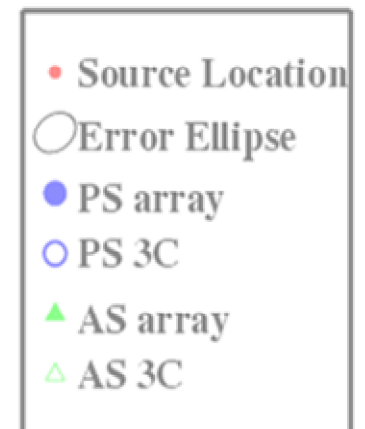 Source Location
Error Ellipse
PS array
PS 3C
AS array
AS 3C